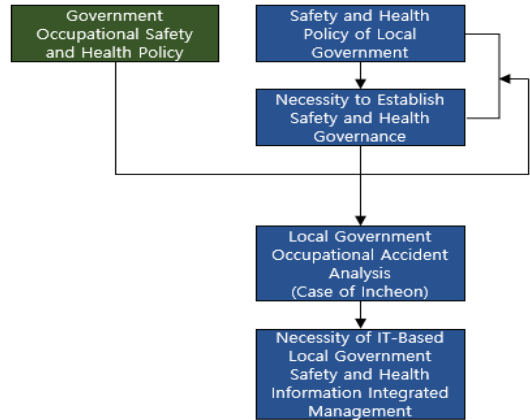 Government
Occupational Safety
and Health Policy
Safety and Health
Policy of Local
Government
Necessity to Establish
Safety and Health
Governance
Local Government
Occupational Accident
Analysis
(Case of Incheon)
Necessity of IT-Based
Local Government
Safety and Health
Information Integrated
Management